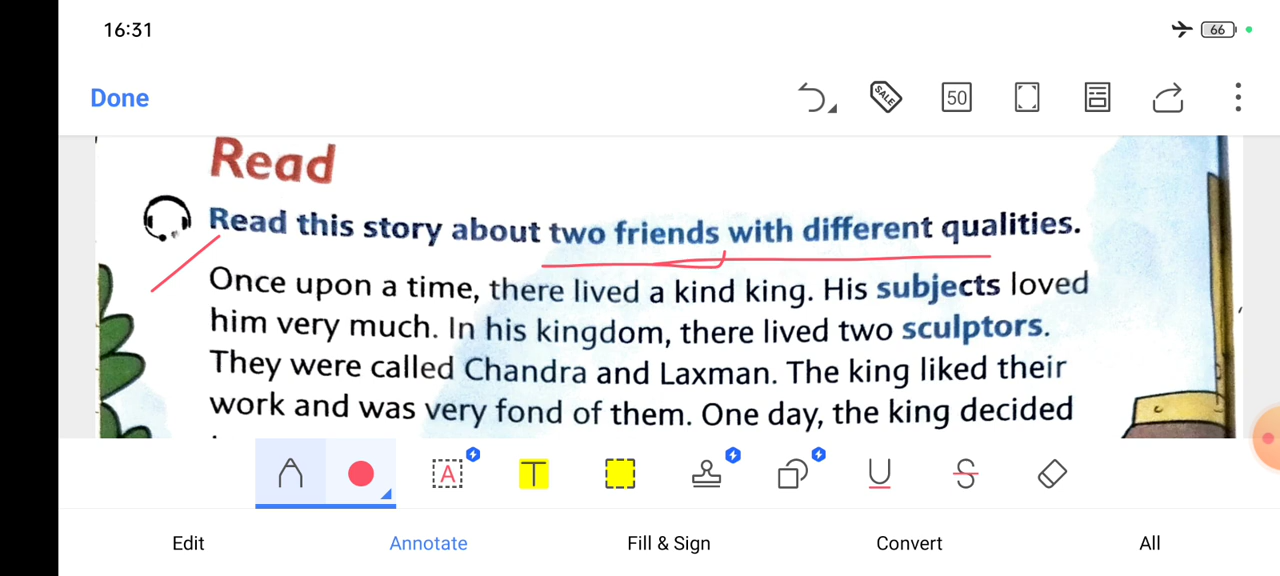 16:31
66
Done
SALE
50
Read
Read this story about two friends with different qualities.
Once upon a time, there lived a kind king. His subjects loved
him very much. In his kingdom, there lived two sculptors.
They were called Chandra and Laxman. The king liked their
work and was very fond of them. One day, the king decided
A
T
U
S
Edit
Annotate
Fill & Sign
Convert
All